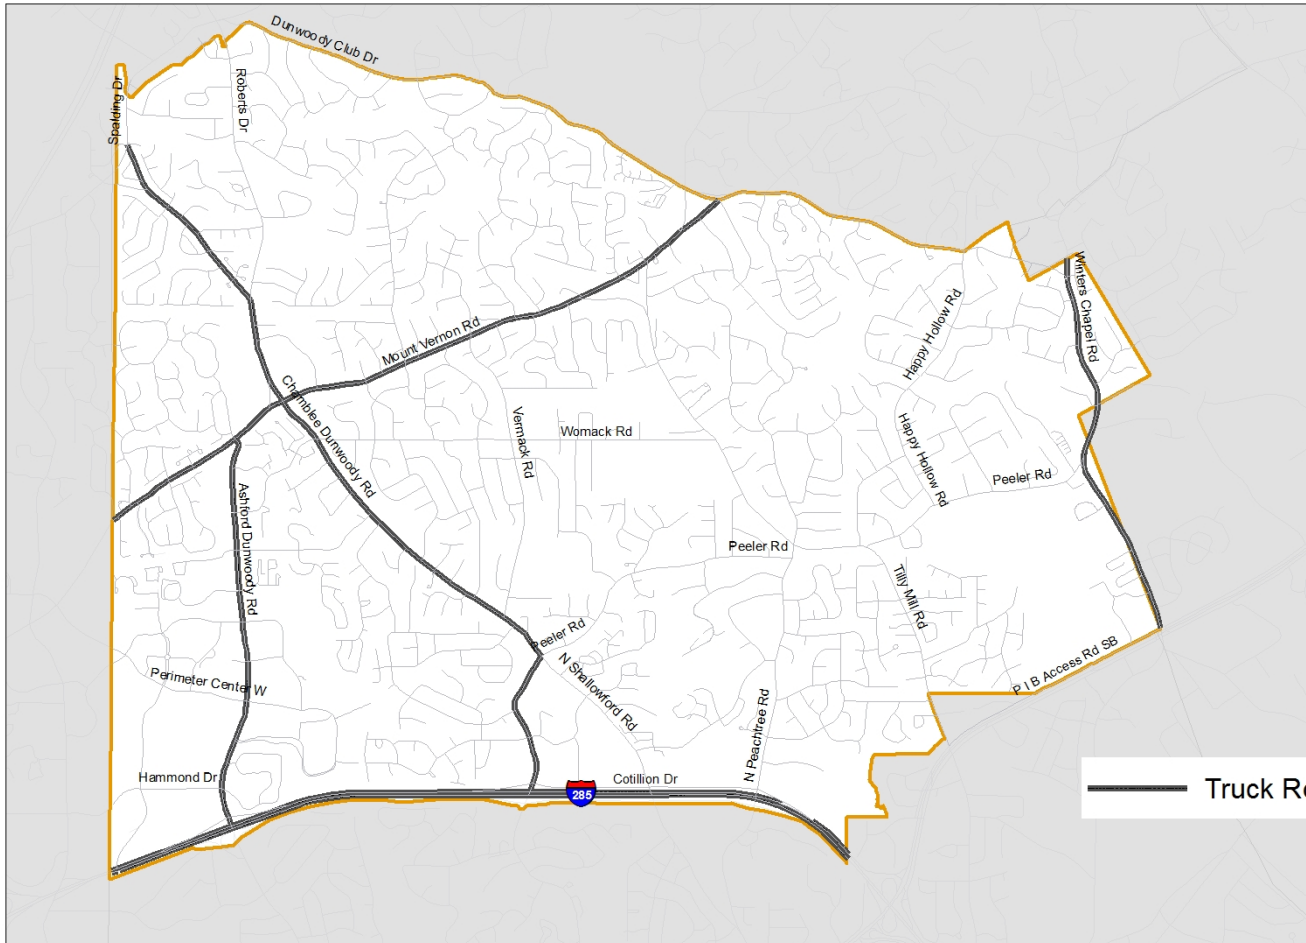 Dunwoody Club Dr
Spalding Dr
Roberts Dr
Winters Chapel Rd
Happy Hollow Rd
Mount Vernon Rd
Chamblee Dunwoody Rd
Vermack Rd
Womack Rd
Happy Hollow Rd
Peeler Rd
Ashford Dunwoody Rd
Peeler Rd
Tilly Mill Rd
Peeler Rd
N Shallowford Rd
P I B Access Rd SB
Perimeter Center W
N Peachtree Rd
Hammond Dr
Cotillion Dr
285
Truck Ro